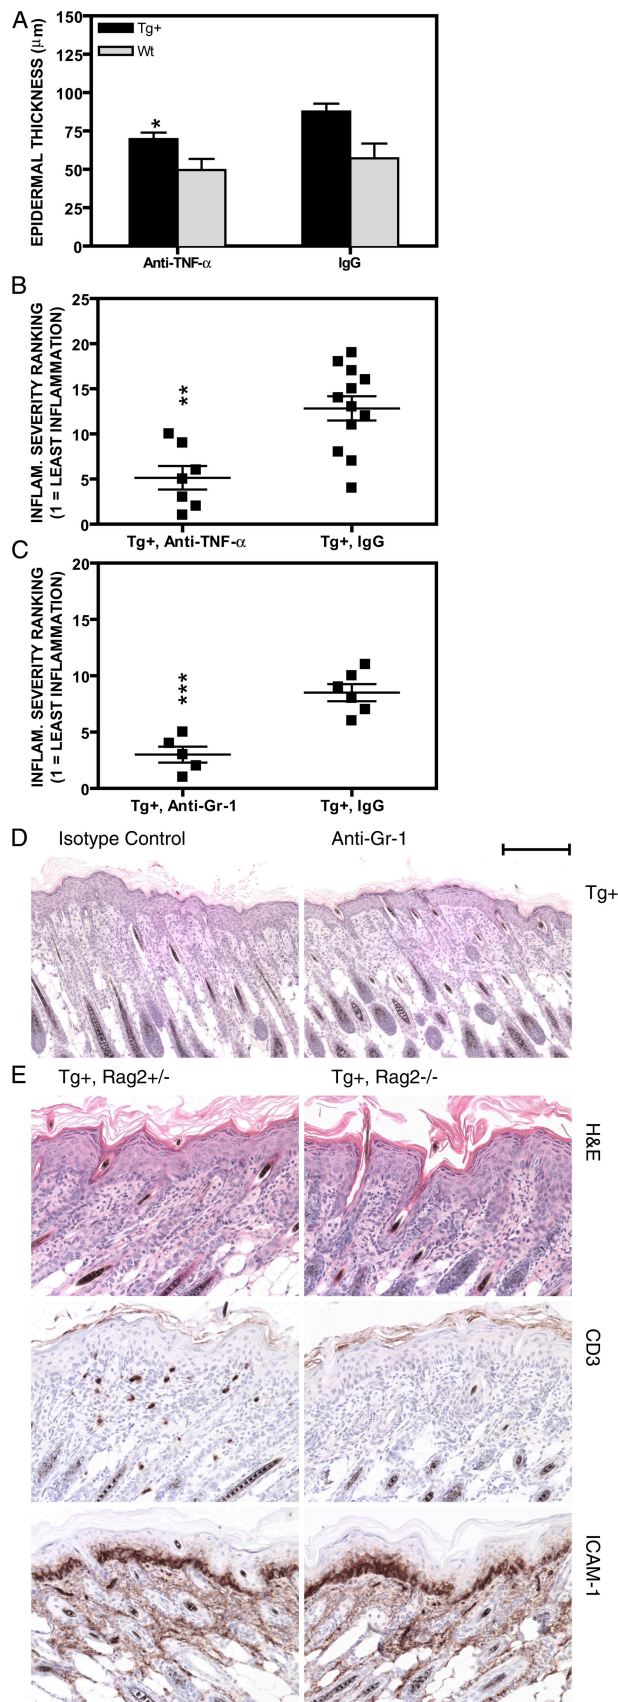 A
EPIDERMAL THICKNESS (μm)
150
125
100
75
50
25
0
Tg+
Wt
*
Anti-TNF-α
IgG
B
INFLAM. SEVERITY RANKING
(1 = LEAST INFLAMMATION)
25
20
15
10
5
0
**
Tg+, Anti-TNF-α
Tg+, IgG
C
INFLAM. SEVERITY RANKING
(1 = LEAST INFLAMMATION)
20
15
10
5
0
***
Tg+, Anti-Gr-1
Tg+, IgG
D
Isotype Control
Anti-Gr-1
Tg+
E
Tg+, Rag2+/-
Tg+, Rag2-/-
H&E
CD3
ICAM-1